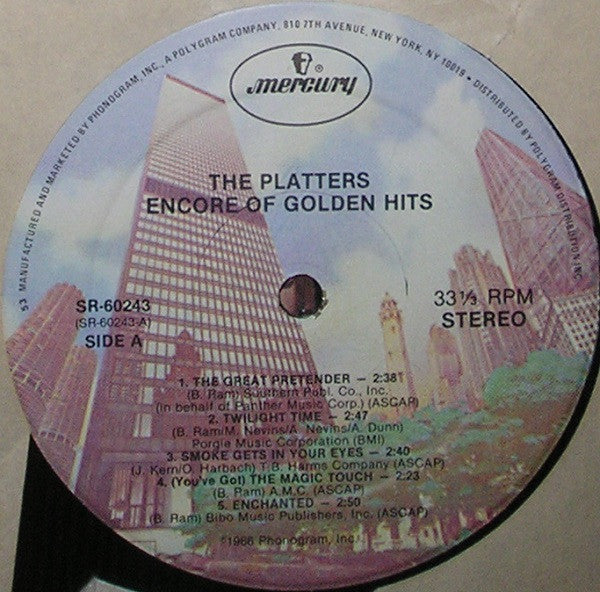 53 MANUFACTURED AND MARKETED BY PHONOGRAM, INC., A POLYGRAM COMPANY, 810 7TH AVENUE, NEW YORK, NY 10019 • DISTRIBUTED BY POLYGRAM DISTRIBUTION INC.
mercury ®
THE PLATTERS
ENCORE OF GOLDEN HITS
SR-60243
(SR-60243-A)
SIDE A
33⅓ RPM
STEREO
1. THE GREAT PRETENDER — 2:38
(B. Ram) Southern Publ. Co., Inc.
(In behalf of Panther Music Corp.) (ASCAP)
2. TWILIGHT TIME — 2:47
(B. Ram/M. Nevins/A. Nevins/A. Dunn)
Porgie Music Corporation (BMI)
3. SMOKE GETS IN YOUR EYES — 2:40
(J. Kern/O. Harbach) T.B. Harms Company (ASCAP)
4. (You've Got) THE MAGIC TOUCH — 2:23
(B. Ram) A.M.C. (ASCAP)
5. ENCHANTED — 2:50
(B. Ram) Bibo Music Publishers, Inc. (ASCAP)
℗1966 Phonogram, Inc.